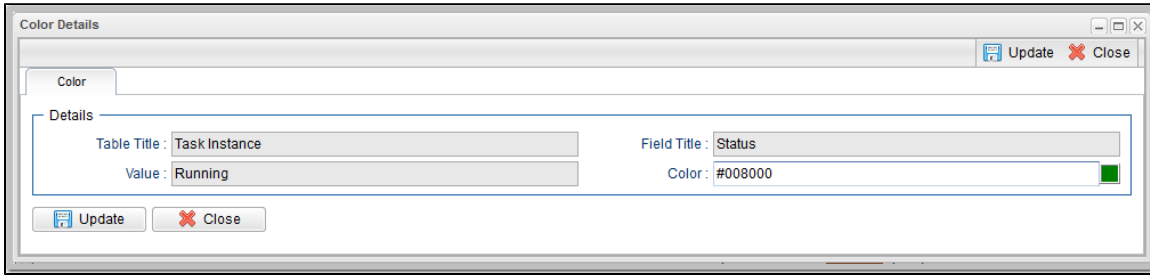 Color Details
Update Close
Color
Details
Table Title : Task Instance Field Title : Status
Value : Running Color : #008000
Update Close